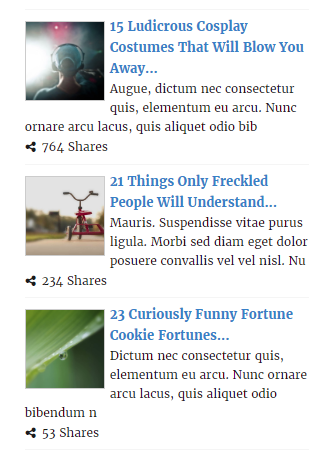 15 Ludicrous Cosplay
Costumes That Will Blow You
Away...
Augue, dictum nec consectetur
quis, elementum eu arcu. Nunc
ornare arcu lacus, quis aliquet odio bib
764 Shares
21 Things Only Freckled
People Will Understand...
Mauris. Suspendisse vitae purus
ligula. Morbi sed diam eget dolor
posuere convallis vel vel nisl. Nu
234 Shares
23 Curiously Funny Fortune
Cookie Fortunes...
Dictum nec consectetur quis,
elementum eu arcu. Nunc ornare
arcu lacus, quis aliquet odio
bibendum n
53 Shares